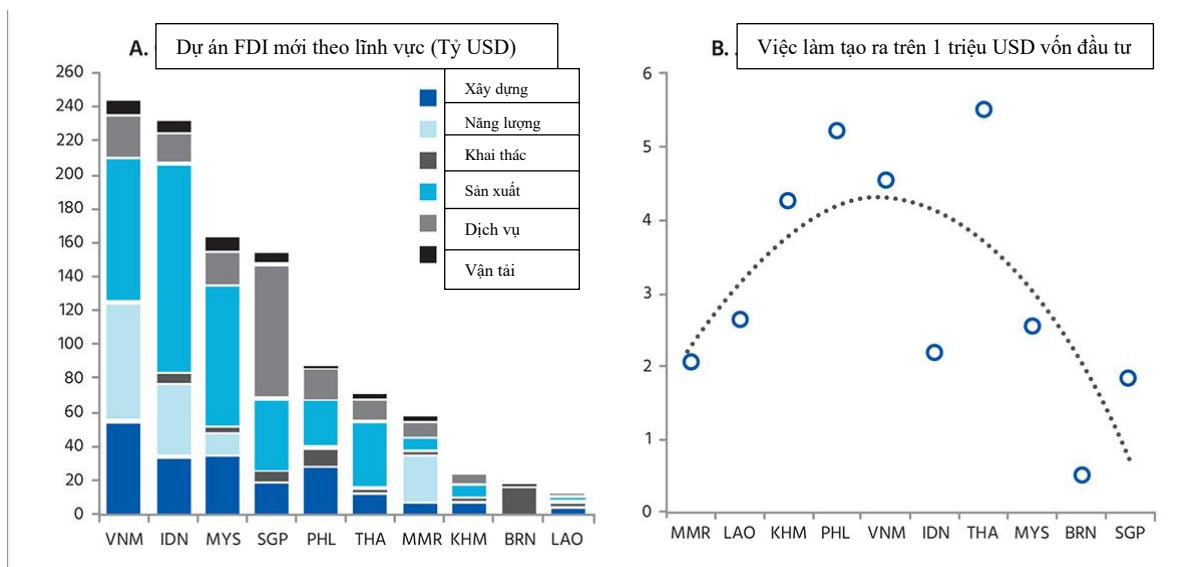 A. Dự án FDI mới theo lĩnh vực (Tỷ USD)
260
240
220
200
180
160
140
120
100
80
60
40
20
0
Xây dựng
Năng lượng
Khai thác
Sản xuất
Dịch vụ
Vận tải
VNM IDN MYS SGP PHL THA MMR KHM BRN LAO
B. Việc làm tạo ra trên 1 triệu USD vốn đầu tư
6
5
4
3
2
1
0
MMR LAO KHM PHL VNM IDN THA MYS BRN SGP